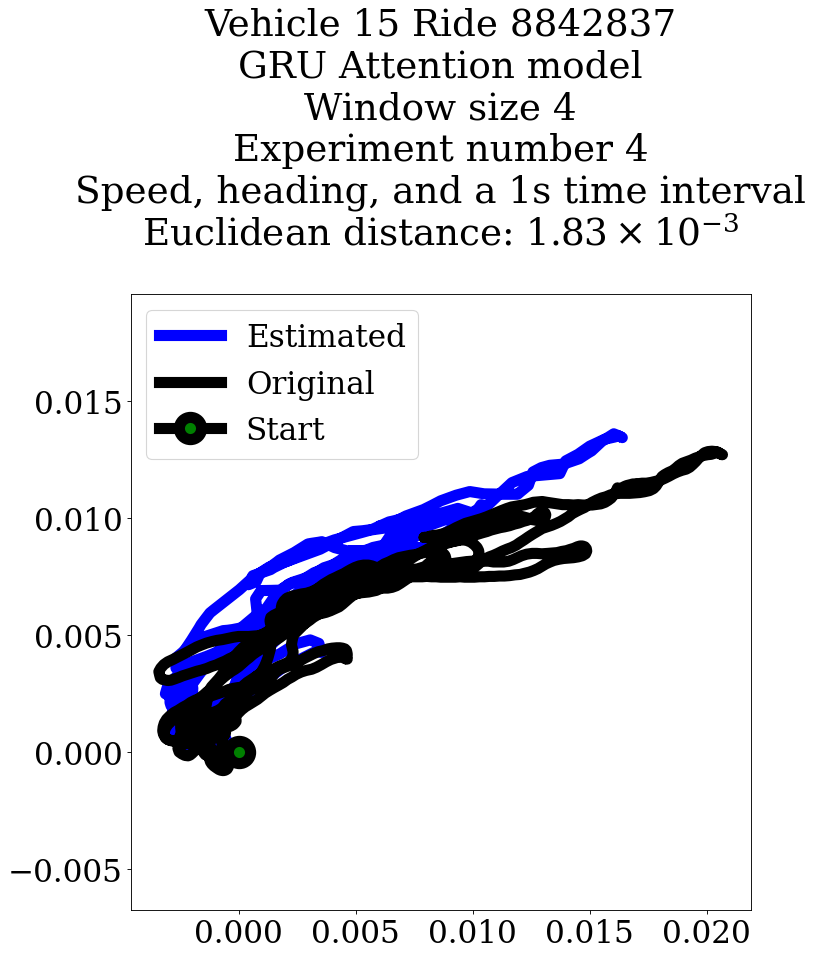 Vehicle 15 Ride 8842837
GRU Attention model
Window size 4
Experiment number 4
Speed, heading, and a 1s time interval
Euclidean distance: 1.83 × 10⁻³
Estimated
Original
Start
0.015
0.010
0.005
0.000
−0.005
0.000 0.005 0.010 0.015 0.020